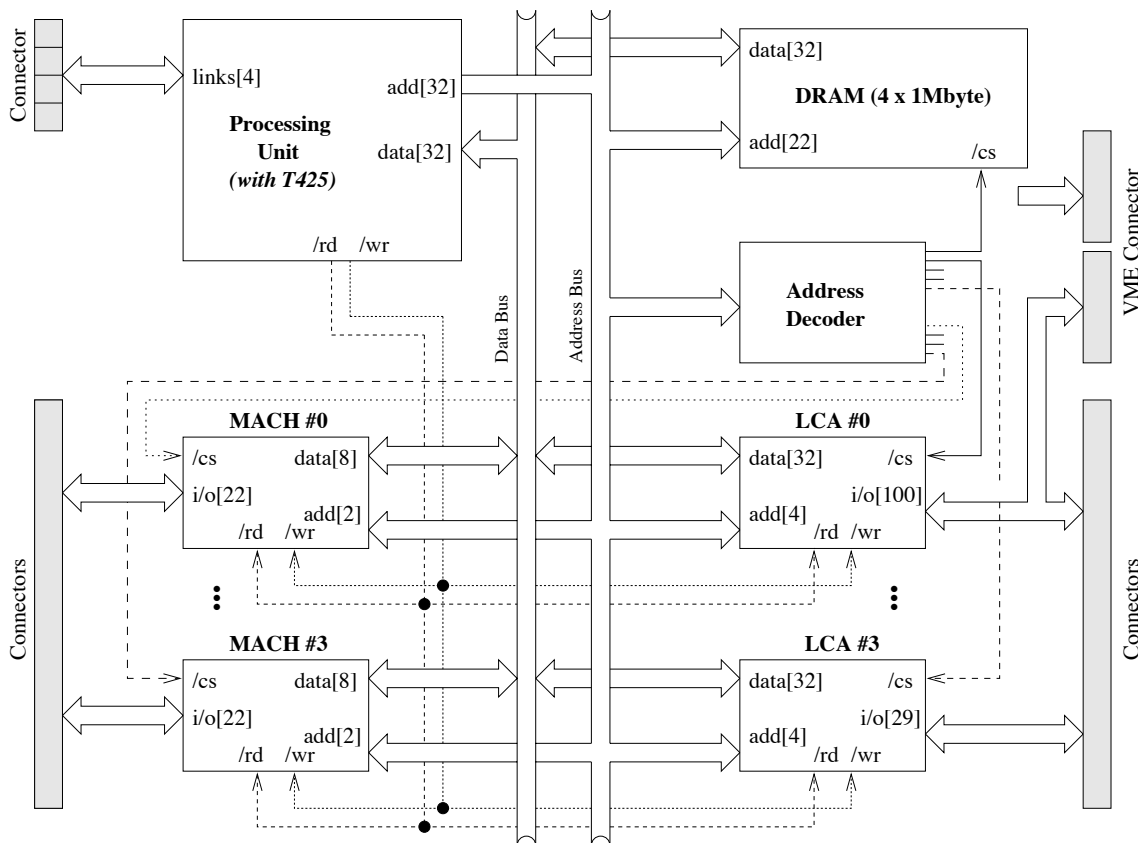 Connector
links[4]
add[32]
Processing
Unit
(with T425)
data[32]
/rd
/wr
data[32]
DRAM (4 x 1Mbyte)
add[22]
/cs
VME Connector
Data Bus
Address Bus
Address
Decoder
Connectors
MACH #0
/cs
data[8]
i/o[22]
add[2]
/rd
/wr
LCA #0
data[32]
/cs
i/o[100]
add[4]
/rd
/wr
MACH #3
/cs
data[8]
i/o[22]
add[2]
/rd
/wr
LCA #3
data[32]
/cs
i/o[29]
add[4]
/rd
/wr
Connectors